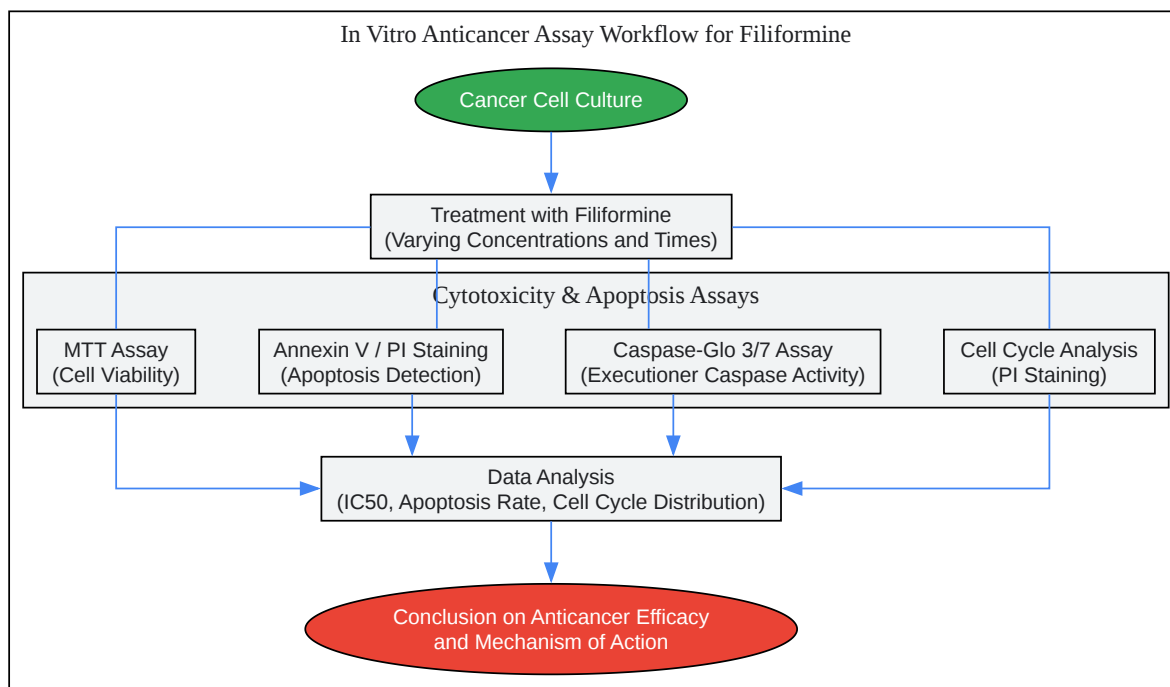 In Vitro Anticancer Assay Workflow for Filiformine
Cancer Cell Culture
Treatment with Filiformine
(Varying Concentrations and Times)
Cytotoxicity & Apoptosis Assays
MTT Assay
(Cell Viability)
Annexin V / PI Staining
(Apoptosis Detection)
Caspase-Glo 3/7 Assay
(Executioner Caspase Activity)
Cell Cycle Analysis
(PI Staining)
Data Analysis
(IC50, Apoptosis Rate, Cell Cycle Distribution)
Conclusion on Anticancer Efficacy
and Mechanism of Action